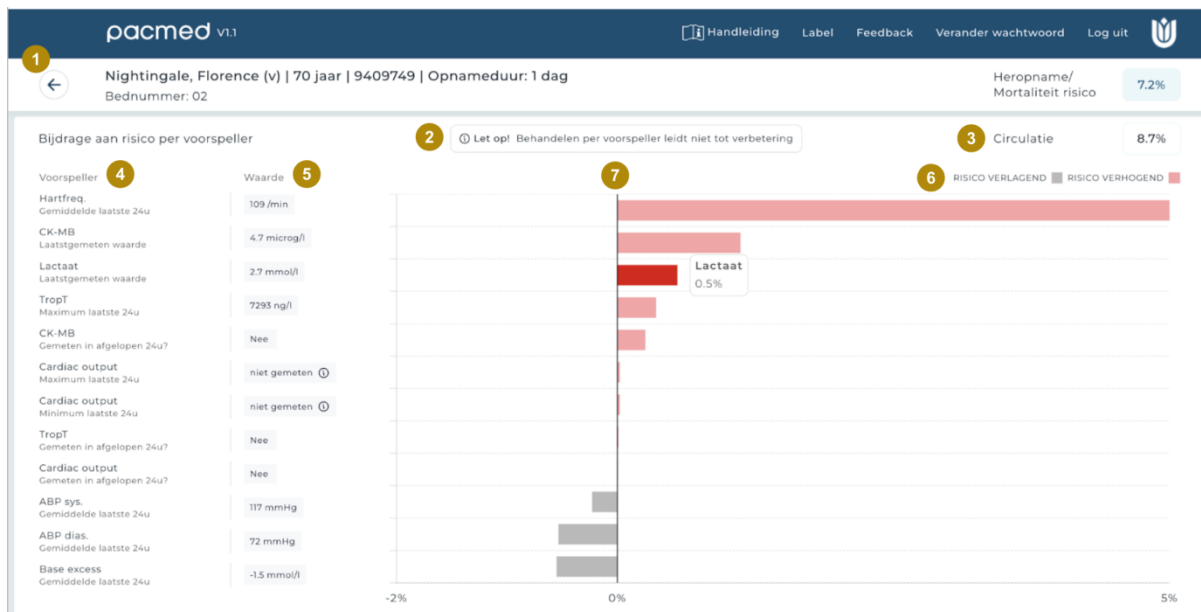 pacmed V1.1
Handleiding Label Feedback Verander wachtwoord Log uit
1
Nightingale, Florence (v) | 70 jaar | 9409749 | Opnameduur: 1 dag
Bednummer: 02
Heropname/
Mortaliteit risico
7.2%
Bijdrage aan risico per voorspeller
2
Let op! Behandelen per voorspeller leidt niet tot verbetering
3
Circulatie
8.7%
Voorspeller 4
Waarde 5
7
6
RISICO VERLAGEND RISICO VERHOGEND
Hartfreq.
Gemiddelde laatste 24u
109 /min
CK-MB
Laatstgemeten waarde
4.7 microg/l
Lactaat
Laatstgemeten waarde
2.7 mmol/l
Lactaat
0.5%
TropT
Maximum laatste 24u
7293 ng/l
CK-MB
Gemeten in afgelopen 24u?
Nee
Cardiac output
Maximum laatste 24u
niet gemeten
Cardiac output
Minimum laatste 24u
niet gemeten
TropT
Gemeten in afgelopen 24u?
Nee
Cardiac output
Gemeten in afgelopen 24u?
Nee
ABP sys.
Gemiddelde laatste 24u
117 mmHg
ABP dias.
Gemiddelde laatste 24u
72 mmHg
Base excess
Gemiddelde laatste 24u
-1.5 mmol/l
-2% 0% 5%